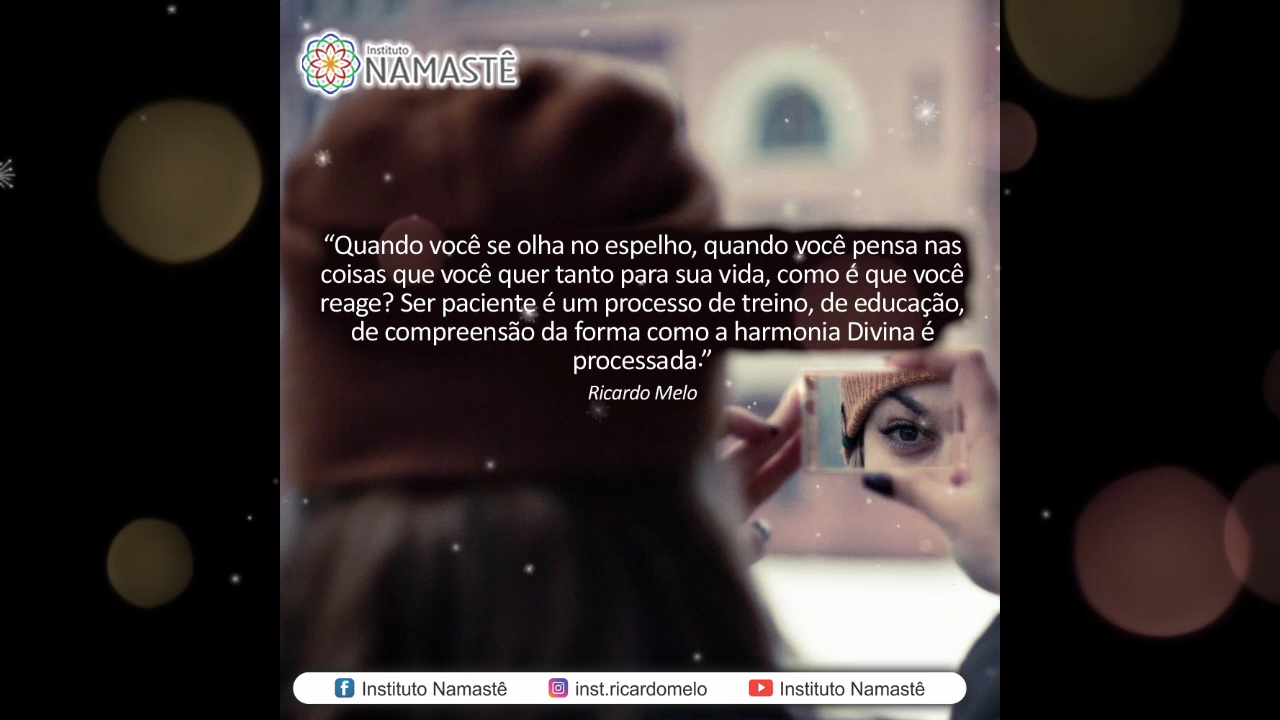 Instituto
NAMASTÊ
“Quando você se olha no espelho, quando você pensa nas
coisas que você quer tanto para sua vida, como é que você
reage? Ser paciente é um processo de treino, de educação,
de compreensão da forma como a harmonia Divina é
processada.”
Ricardo Melo
Instituto Namastê
inst.ricardomelo
Instituto Namastê